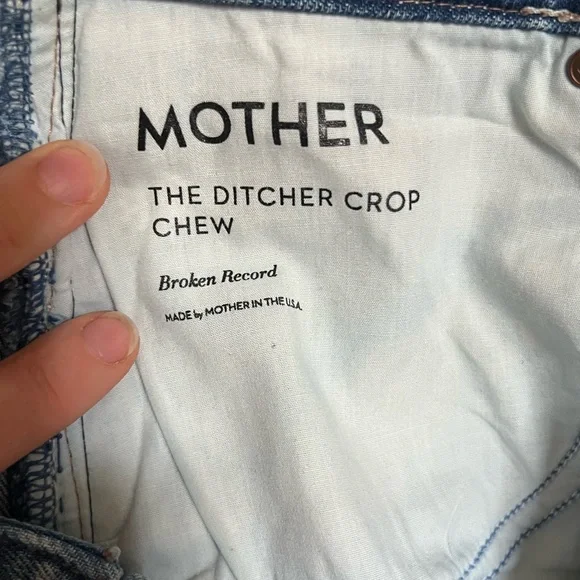 MOTHER
THE DITCHER CROP
CHEW
Broken Record
MADE by MOTHER IN THE U.S.A.